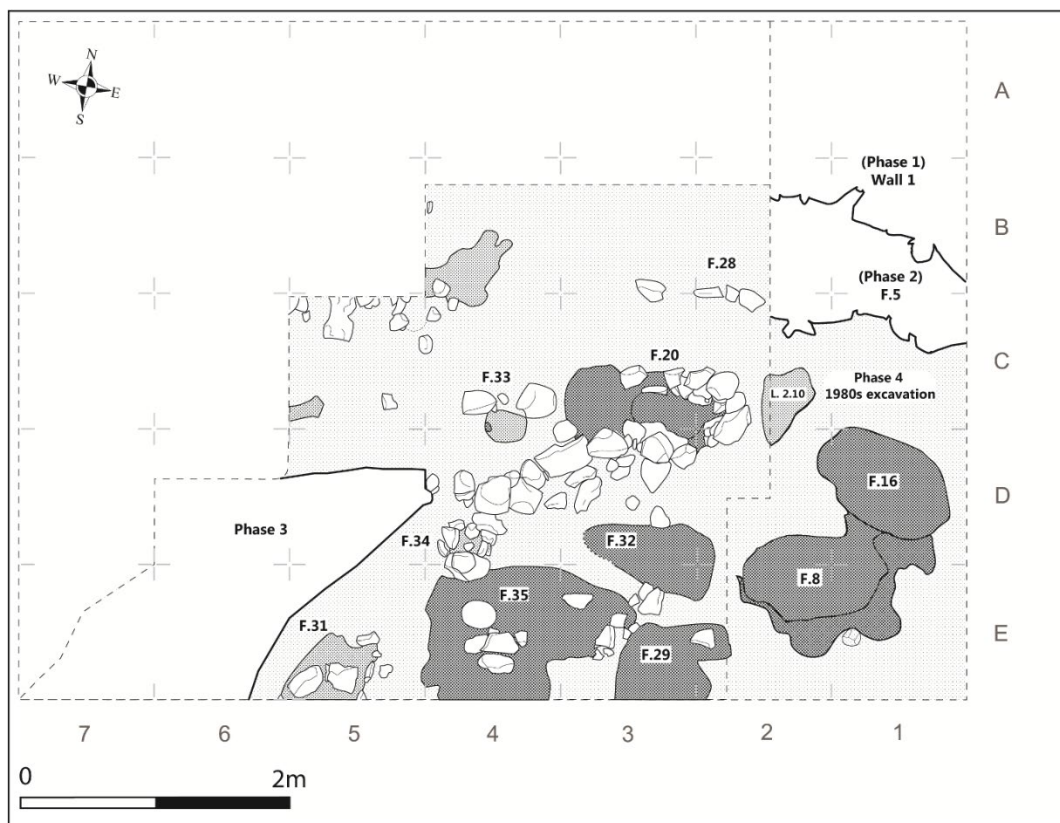 N
W
E
S
A
(Phase 1)
Wall 1
B
F.28
(Phase 2)
F.5
C
F.20
F.33
L. 2.10
Phase 4
1980s excavation
F.16
D
Phase 3
F.34
F.32
F.8
F.35
F.31
F.29
E
7 6 5 4 3 2 1
0 2m